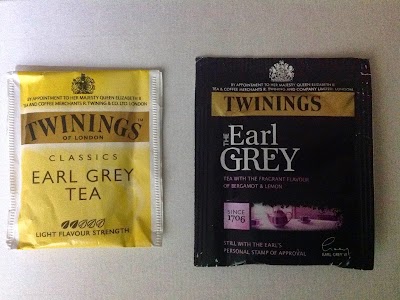 BY APPOINTMENT TO HER MAJESTY QUEEN ELIZABETH II
TEA AND COFFEE MERCHANTS R. TWINING & CO. LTD. LONDON
TWININGS™
OF LONDON
CLASSICS
EARL GREY
TEA
LIGHT FLAVOUR STRENGTH
BY APPOINTMENT TO HER MAJESTY QUEEN ELIZABETH II
TEA & COFFEE MERCHANTS R. TWININGS AND COMPANY LIMITED, LONDON
TWININGS
THE Earl
GREY
TEA WITH THE FRAGRANT FLAVOUR
OF BERGAMOT & LEMON
SINCE
1706
STILL WITH THE EARL'S
PERSONAL STAMP OF APPROVAL
EARL GREY